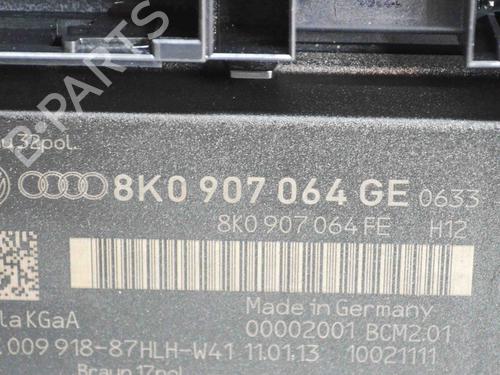 B-PARTS
u 32pol.
8K0 907 064 GE 0633
8K0 907 064 FE H12
Made in Germany
la KGaA
00002001 BCM2.01
009 918-87HLH-W41 11.01.13 10021111
Braun 17pol.